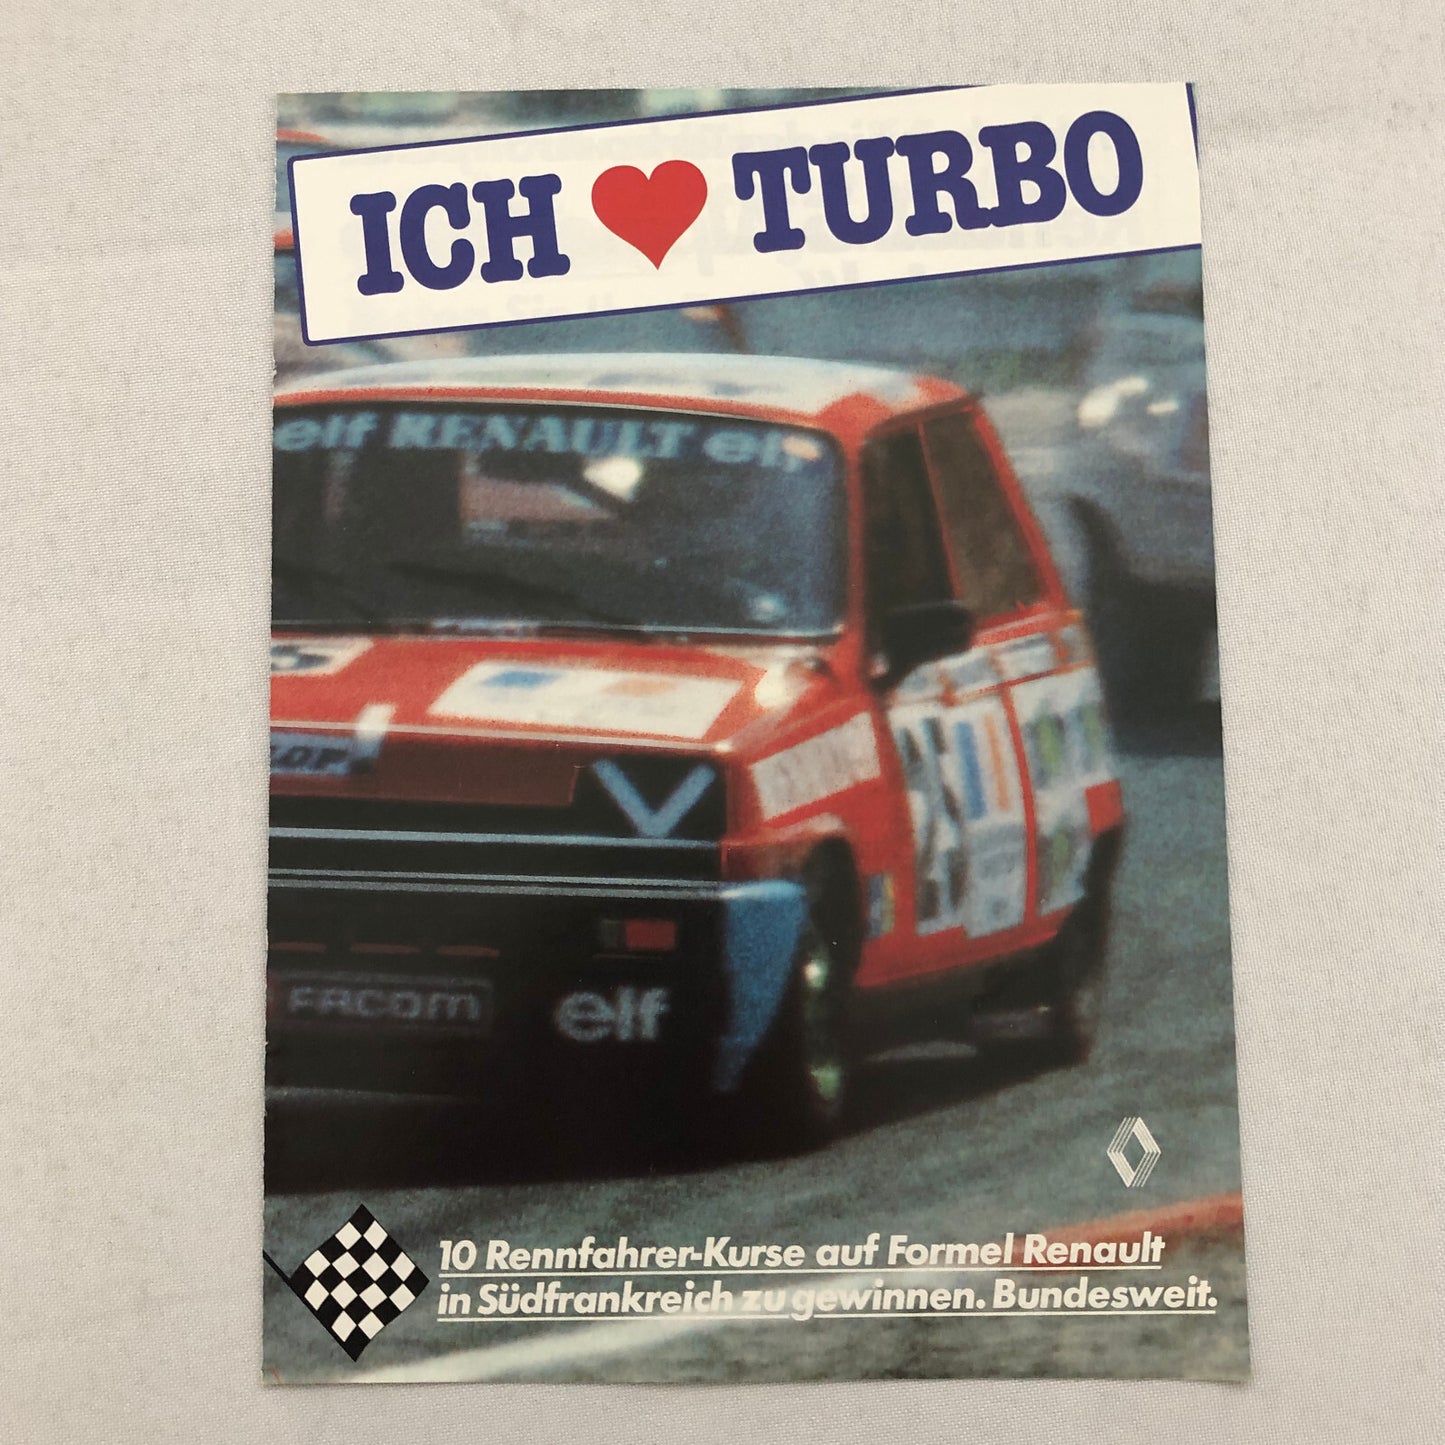 ICH ❤ TURBO
elf RENAULT elf
FACOM
elf
10 Rennfahrer-Kurse auf Formel Renault
in Südfrankreich zu gewinnen. Bundesweit.